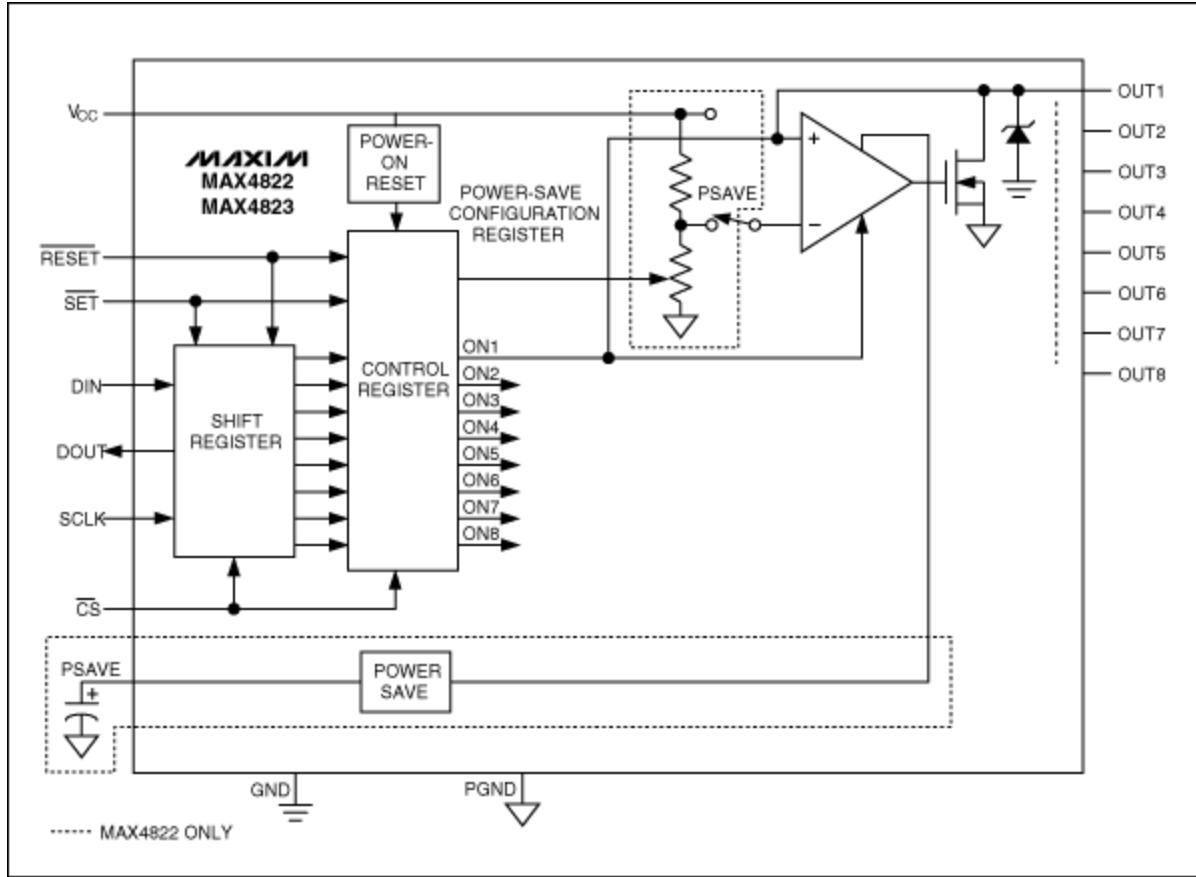 VCC
POWER-
ON
RESET
MAXIM
MAX4822
MAX4823
POWER-SAVE
CONFIGURATION
REGISTER
PSAVE
+
−
OUT1
OUT2
OUT3
OUT4
OUT5
OUT6
OUT7
OUT8
RESET
SET
DIN
DOUT
SCLK
CS
SHIFT
REGISTER
CONTROL
REGISTER
ON1
ON2
ON3
ON4
ON5
ON6
ON7
ON8
PSAVE
+
POWER
SAVE
GND
PGND
MAX4822 ONLY